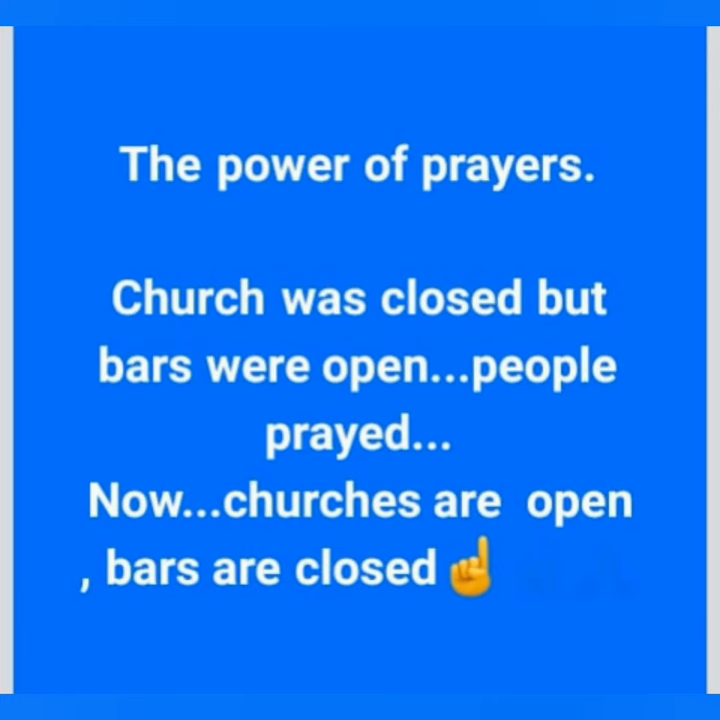 The power of prayers.
Church was closed but
bars were open...people
prayed...
Now...churches are  open
, bars are closed☝️